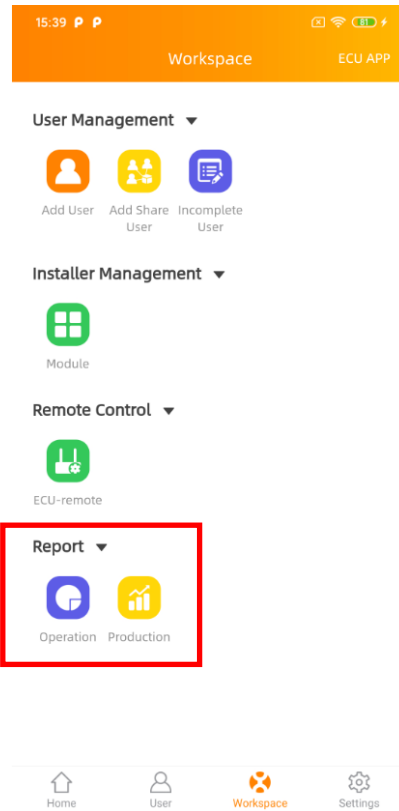 15:39 P P 61
Workspace ECU APP
User Management
Add User Add Share User Incomplete User
Installer Management
Module
Remote Control
ECU-remote
Report
Operation Production
Home User Workspace Settings